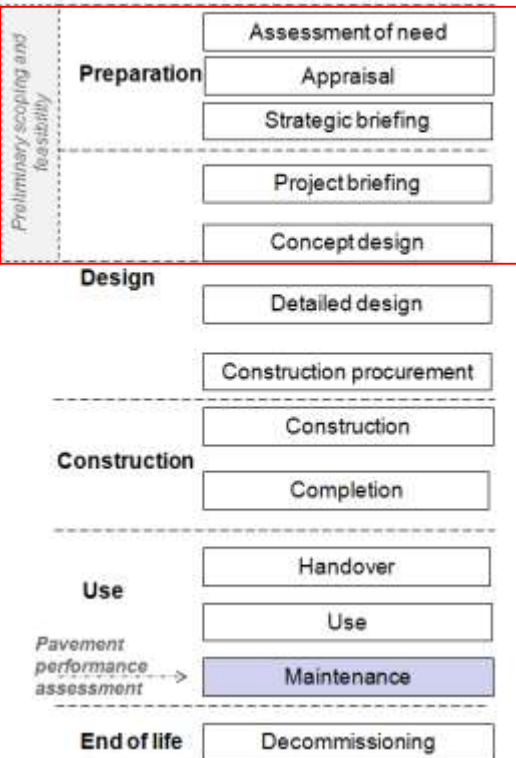 Preliminary scoping and
feasibility
Preparation
Assessment of need
Appraisal
Strategic briefing
Project briefing
Concept design
Design
Detailed design
Construction procurement
Construction
Construction
Completion
Use
Handover
Use
Pavement
performance
assessment
Maintenance
End of life
Decommissioning